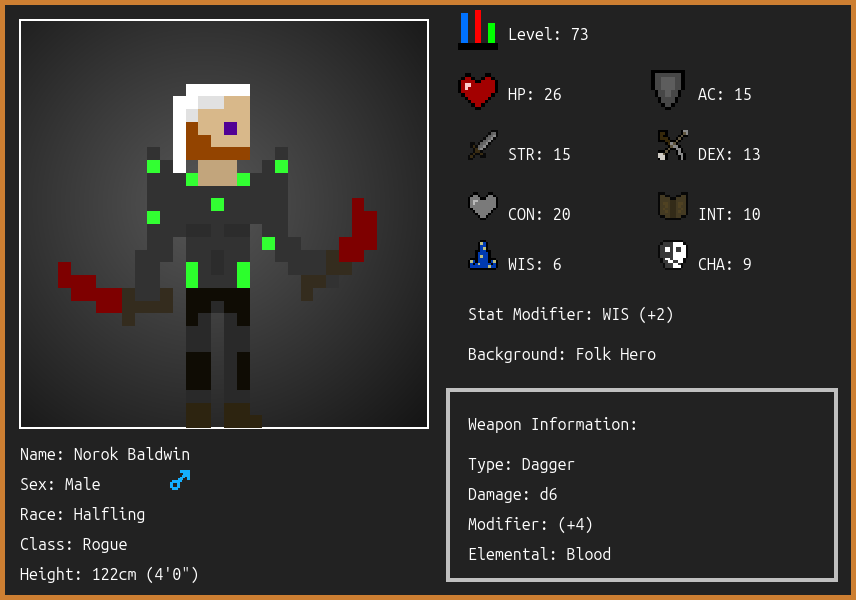 Level: 73
HP: 26
AC: 15
STR: 15
DEX: 13
CON: 20
INT: 10
WIS: 6
CHA: 9
Stat Modifier: WIS (+2)
Background: Folk Hero
Weapon Information:
Type: Dagger
Damage: d6
Modifier: (+4)
Elemental: Blood
Name: Norok Baldwin
Sex: Male
Race: Halfling
Class: Rogue
Height: 122cm (4'0")